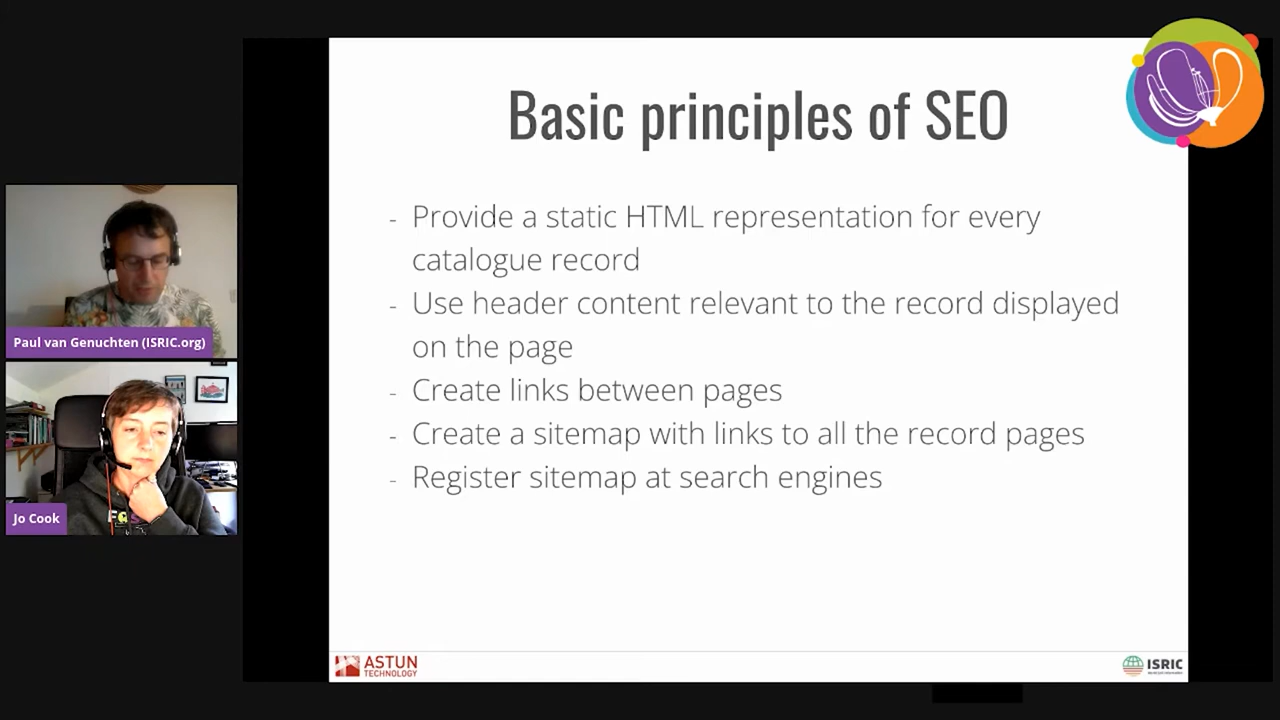 Basic principles of SEO
- Provide a static HTML representation for every
catalogue record
- Use header content relevant to the record displayed
on the page
- Create links between pages
- Create a sitemap with links to all the record pages
- Register sitemap at search engines
Paul van Genuchten (ISRIC.org)
Jo Cook
ASTUN
TECHNOLOGY
ISRIC